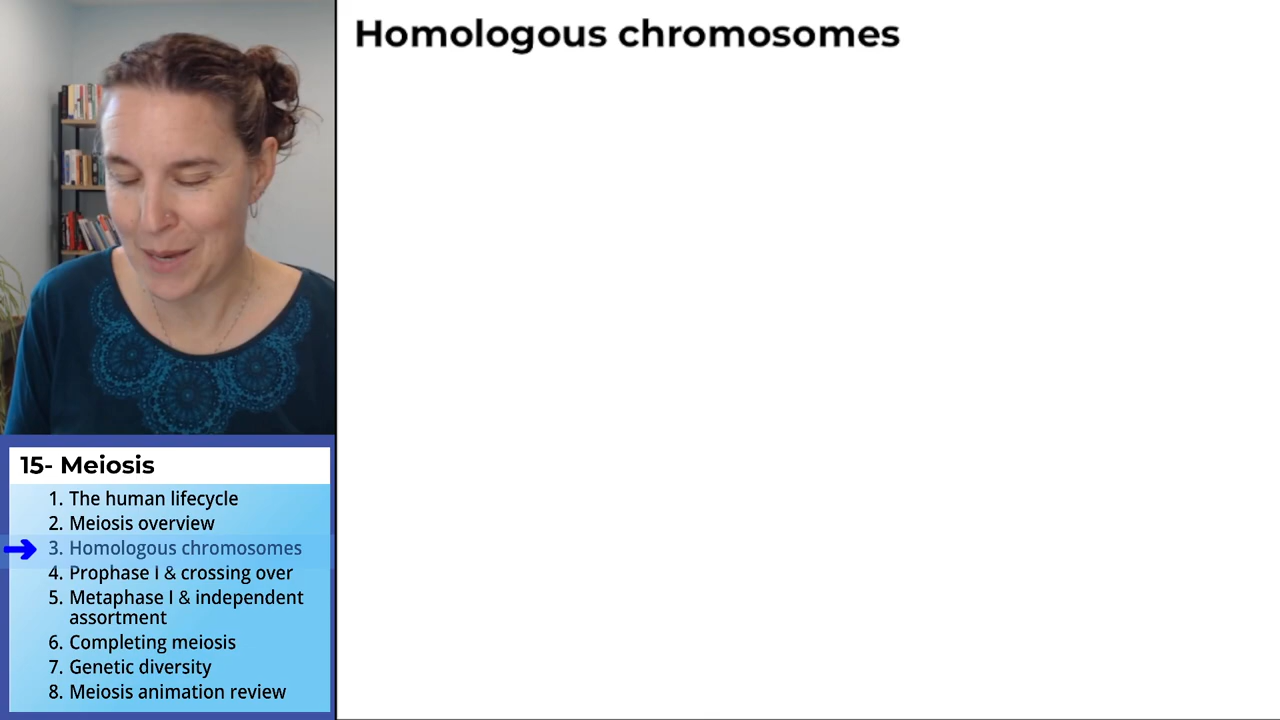 Homologous chromosomes
15- Meiosis
1. The human lifecycle
2. Meiosis overview
3. Homologous chromosomes
4. Prophase I & crossing over
5. Metaphase I & independent
assortment
6. Completing meiosis
7. Genetic diversity
8. Meiosis animation review